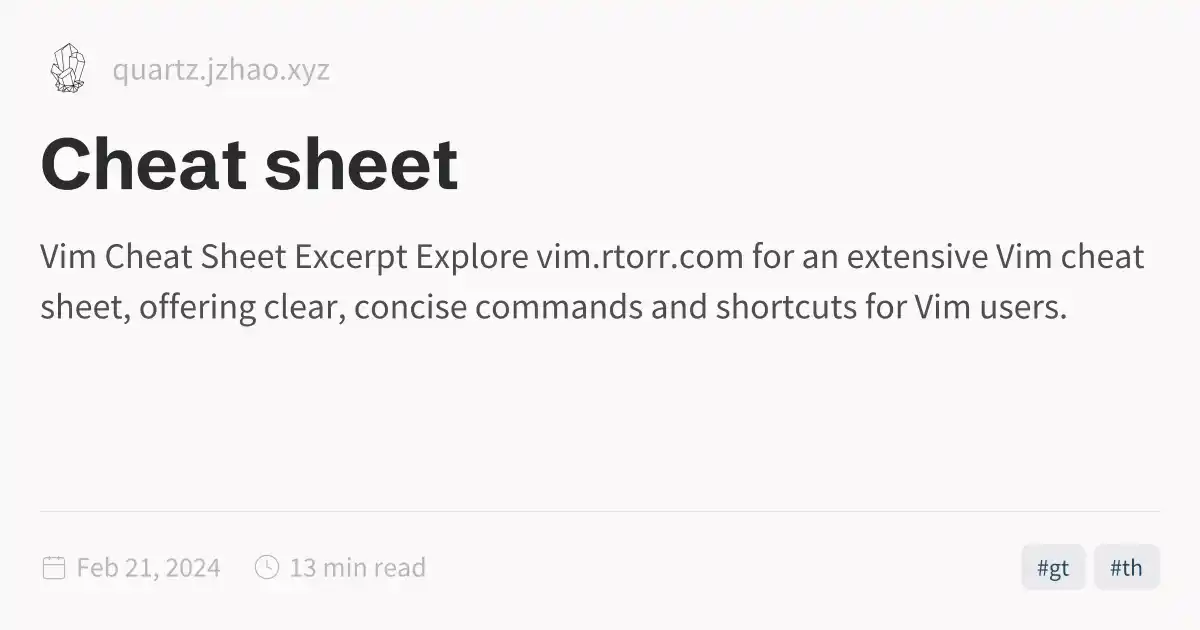 quartz.jzhao.xyz
Cheat sheet
Vim Cheat Sheet Excerpt Explore vim.rtorr.com for an extensive Vim cheat
sheet, offering clear, concise commands and shortcuts for Vim users.
Feb 21, 2024 13 min read #gt #th